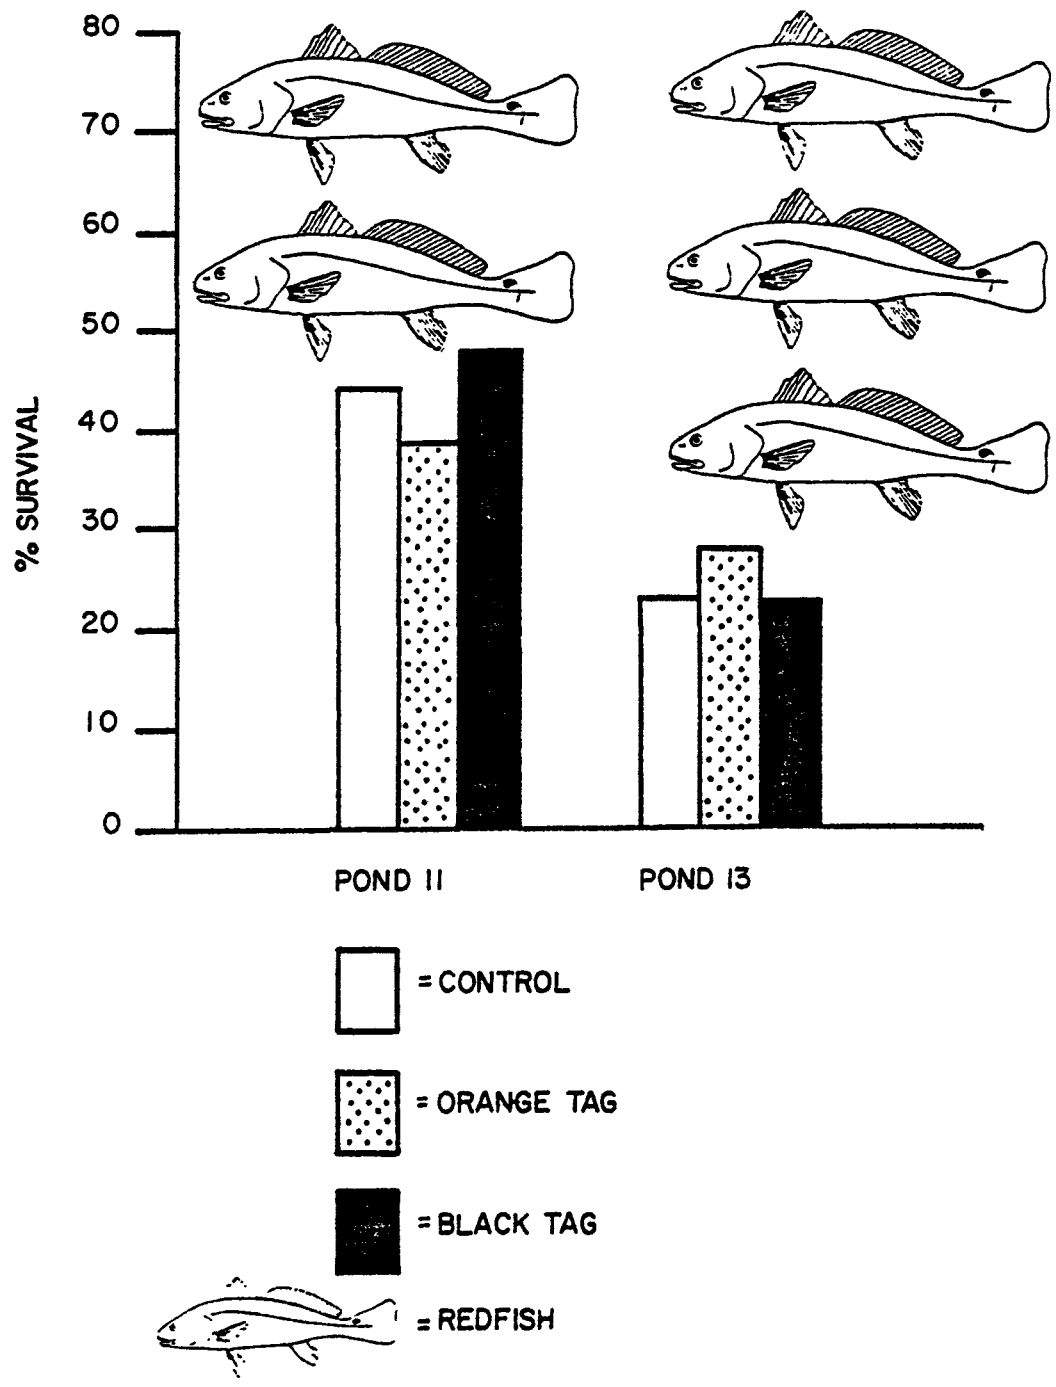 80
70
60
50
40
30
20
10
0
% SURVIVAL
POND 11
POND 13
= CONTROL
= ORANGE TAG
= BLACK TAG
= REDFISH